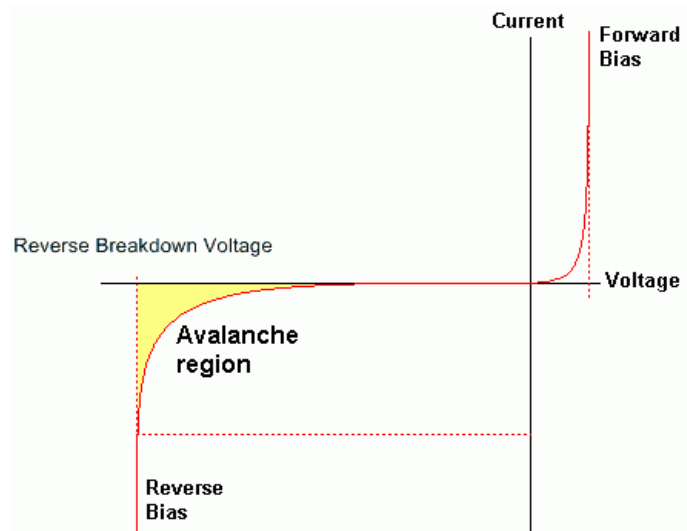 Current
Forward
Bias
Reverse Breakdown Voltage
Voltage
Avalanche
region
Reverse
Bias